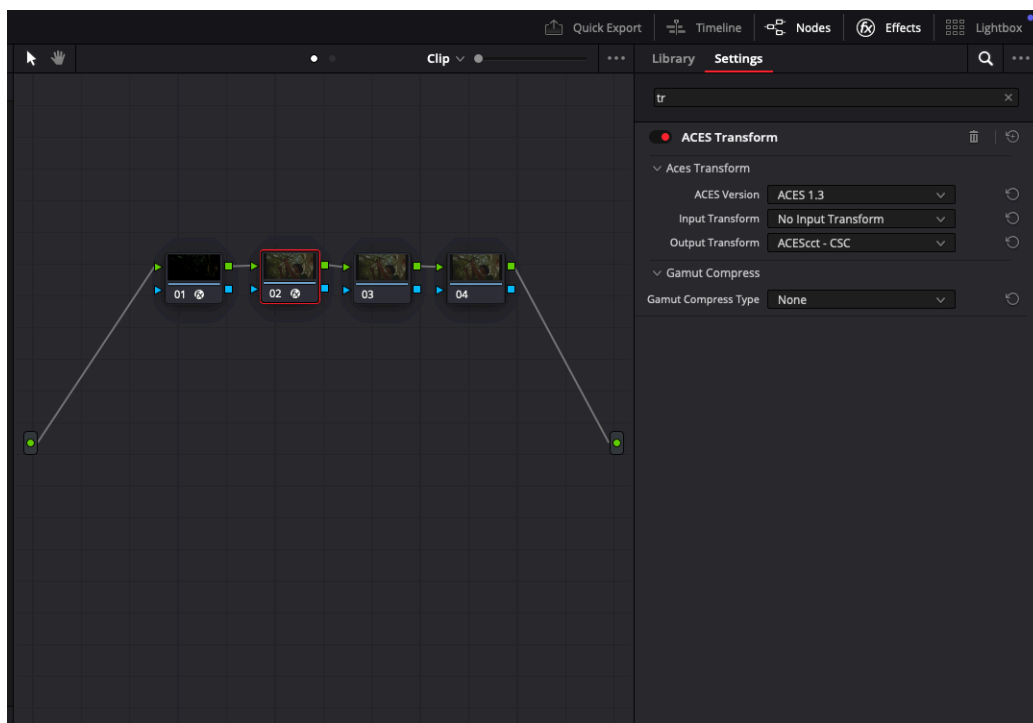 Quick Export Timeline Nodes Effects Lightbox
Clip
Library Settings
tr
ACES Transform
Aces Transform
ACES Version ACES 1.3
Input Transform No Input Transform
Output Transform ACEScct - CSC
Gamut Compress
Gamut Compress Type None
01 02 03 04